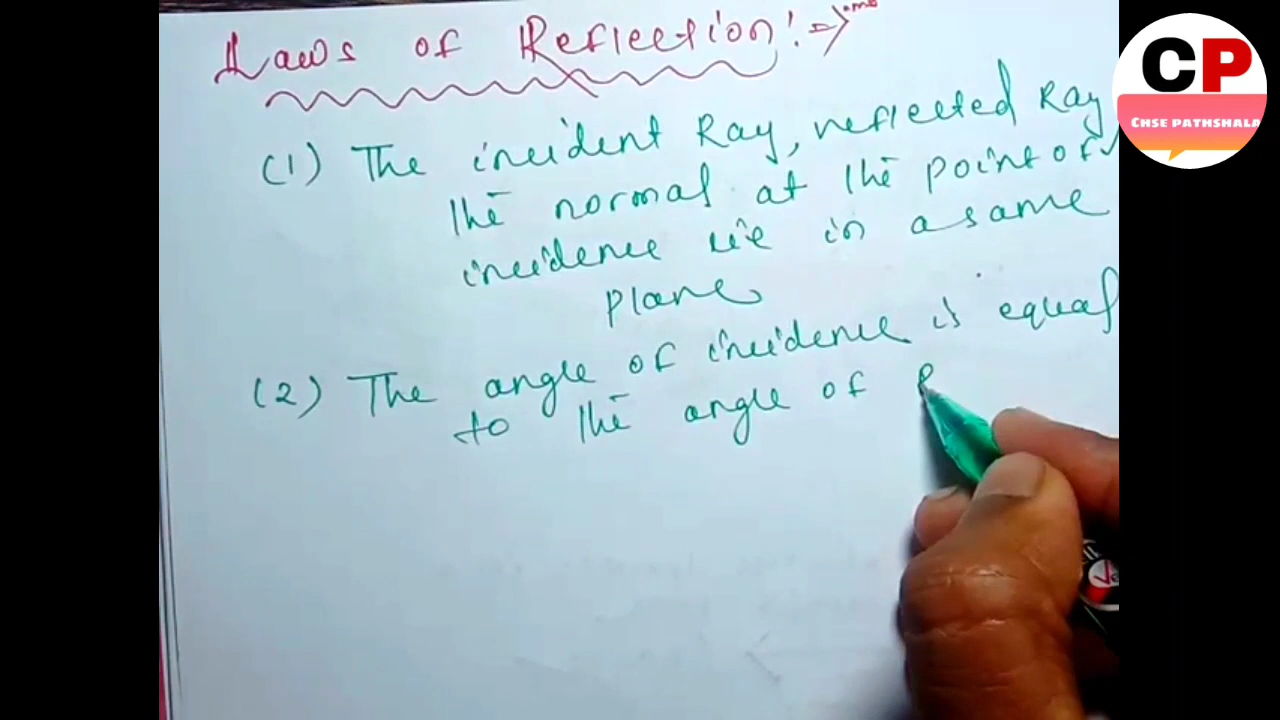 Laws of Reflection :⇒
CP
CHSE PATHSHALA
(1) The incident Ray, reflected Ray
the normal at the point of
incidence lie in a same
plane
(2) The angle of incidence is equal
to the angle of R